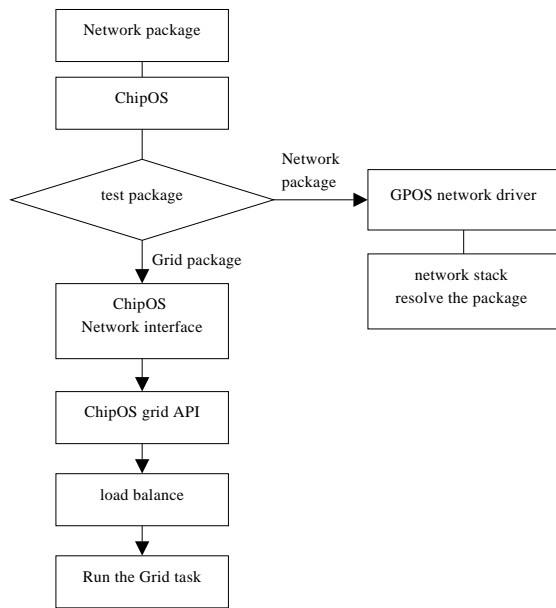 Network package
ChipOS
test package
Network
package
GPOS network driver
network stack
resolve the package
Grid package
ChipOS
Network interface
ChipOS grid API
load balance
Run the Grid task